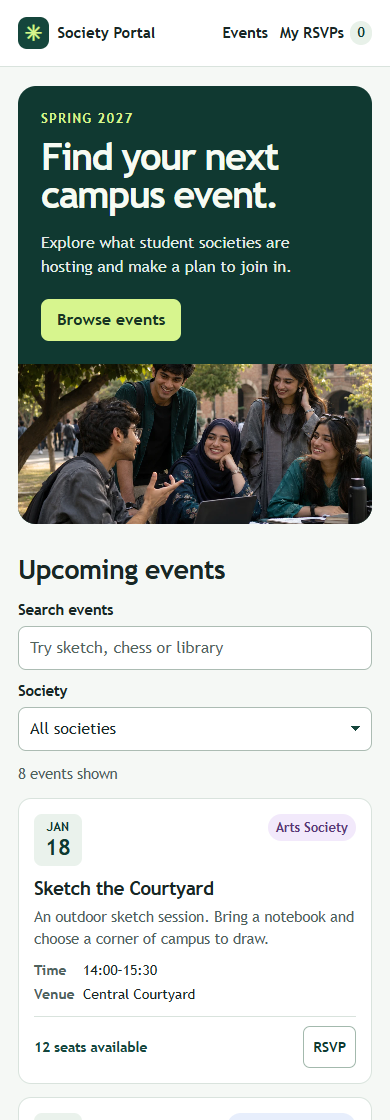 Society Portal
Events
My RSVPs 0
SPRING 2027
Find your next
campus event.
Explore what student societies are
hosting and make a plan to join in.
Browse events
Upcoming events
Search events
Try sketch, chess or library
Society
All societies
8 events shown
JAN
18
Arts Society
Sketch the Courtyard
An outdoor sketch session. Bring a notebook and
choose a corner of campus to draw.
Time 14:00–15:30
Venue Central Courtyard
12 seats available
RSVP